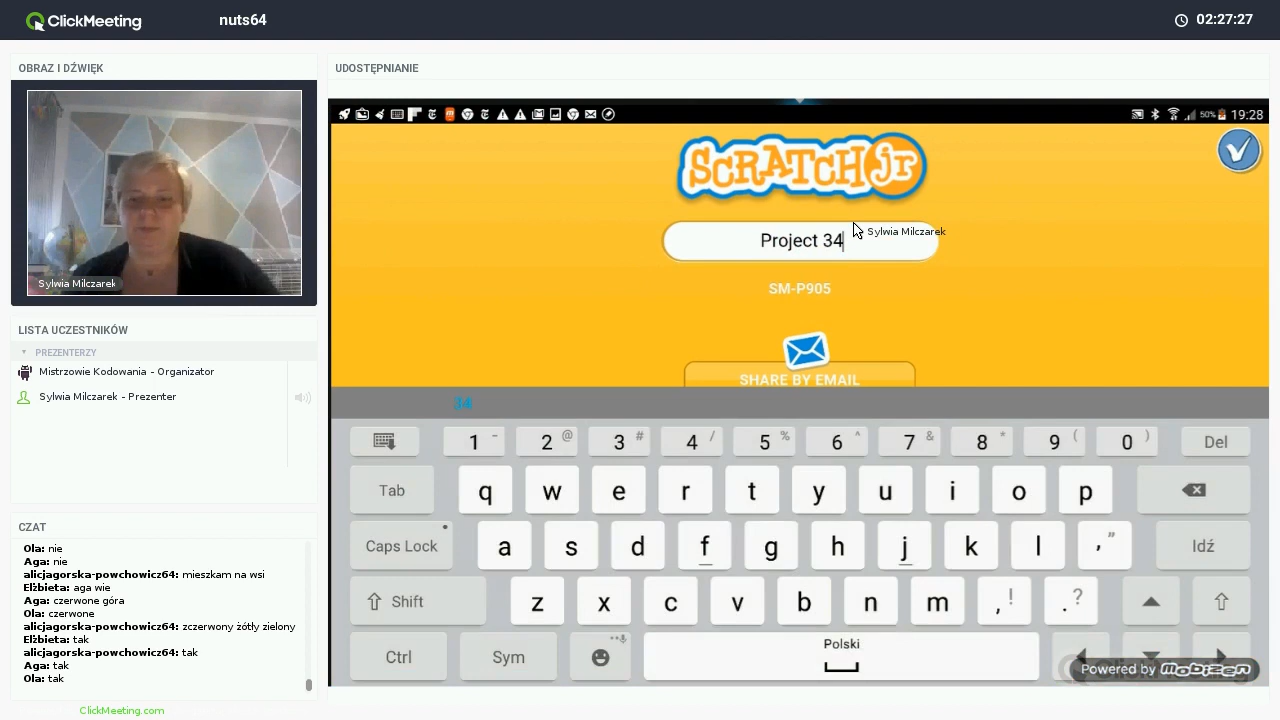 ClickMeeting
nuts64
02:27:27
OBRAZ I DŹWIĘK
UDOSTĘPNIANIE
Sylwia Milczarek
LISTA UCZESTNIKÓW
PREZENTERZY
Mistrzowie Kodowania - Organizator
Sylwia Milczarek - Prezenter
CZAT
Ola: nie
Aga: nie
alicjagorska-powchowicz64: mieszkam na wsi
Elżbieta: aga wie
Aga: czerwone góra
Ola: czerwone
alicjagorska-powchowicz64: zczerwony żółty zielony
Elżbieta: tak
alicjagorska-powchowicz64: tak
Aga: tak
Ola: tak
ClickMeeting.com
50% 19:28
SCRATCH jr
Project 34
Sylwia Milczarek
SM-P905
SHARE BY EMAIL
34
1 - 2 @ 3 # 4 / 5 % 6 ^ 7 & 8 * 9 ( 0 ) Del
Tab q w e r t y u i o p
Caps Lock a s d f g h j k l ' " Idź
Shift z x c v b n m , ! . ?
Ctrl Sym Polski
Powered by MOBIZEN